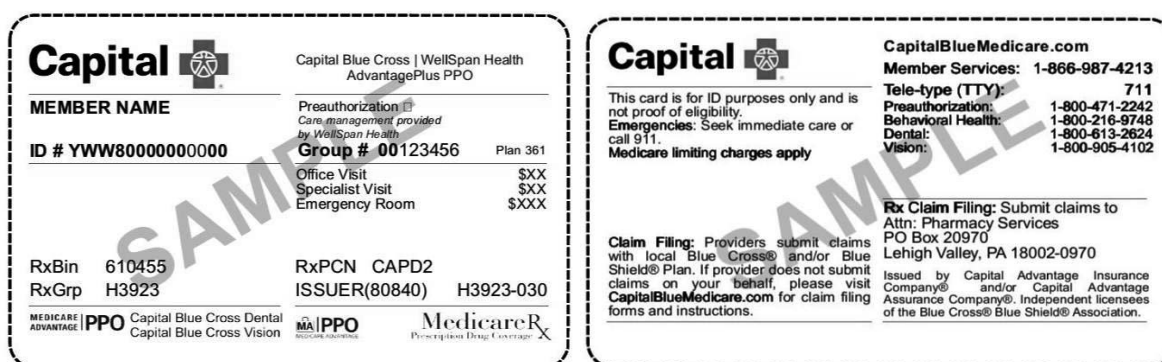 Capital
Capital Blue Cross | WellSpan Health
AdvantagePlus PPO
MEMBER NAME
ID # YWW80000000000
Preauthorization
Care management provided
by WellSpan Health
Group # 00123456 Plan 361
Office Visit $XX
Specialist Visit $XX
Emergency Room $XXX
SAMPLE
RxBin 610455
RxGrp H3923
RxPCN CAPD2
ISSUER(80840) H3923-030
MEDICARE ADVANTAGE | PPO
Capital Blue Cross Dental
Capital Blue Cross Vision
MA | PPO
MEDICARE ADVANTAGE
MedicareRx
Prescription Drug Coverage
Capital
This card is for ID purposes only and is
not proof of eligibility.
Emergencies: Seek immediate care or
call 911.
Medicare limiting charges apply
Claim Filing: Providers submit claims
with local Blue Cross® and/or Blue
Shield® Plan. If provider does not submit
claims on your behalf, please visit
CapitalBlueMedicare.com for claim filing
forms and instructions.
CapitalBlueMedicare.com
Member Services: 1-866-987-4213
Tele-type (TTY): 711
Preauthorization: 1-800-471-2242
Behavioral Health: 1-800-216-9748
Dental: 1-800-613-2624
Vision: 1-800-905-4102
SAMPLE
Rx Claim Filing: Submit claims to
Attn: Pharmacy Services
PO Box 20970
Lehigh Valley, PA 18002-0970
Issued by Capital Advantage Insurance
Company® and/or Capital Advantage
Assurance Company®. Independent licensees
of the Blue Cross® Blue Shield® Association.